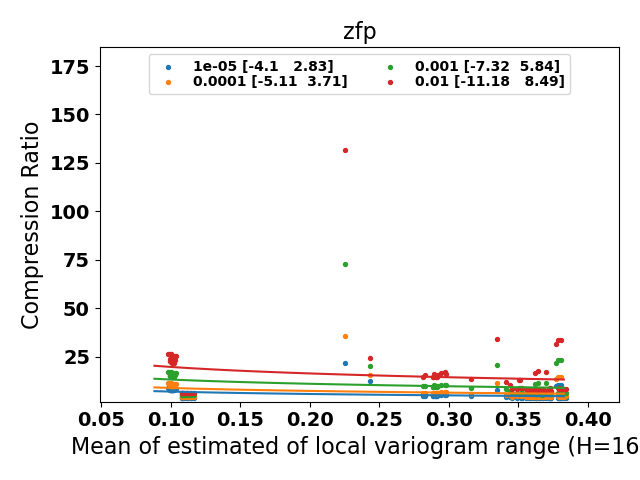 zfp
1e-05 [-4.1   2.83]
0.0001 [-5.11  3.71]
0.001 [-7.32  5.84]
0.01 [-11.18   8.49]
Compression Ratio
175
150
125
100
75
50
25
0.05 0.10 0.15 0.20 0.25 0.30 0.35 0.40
Mean of estimated of local variogram range (H=16